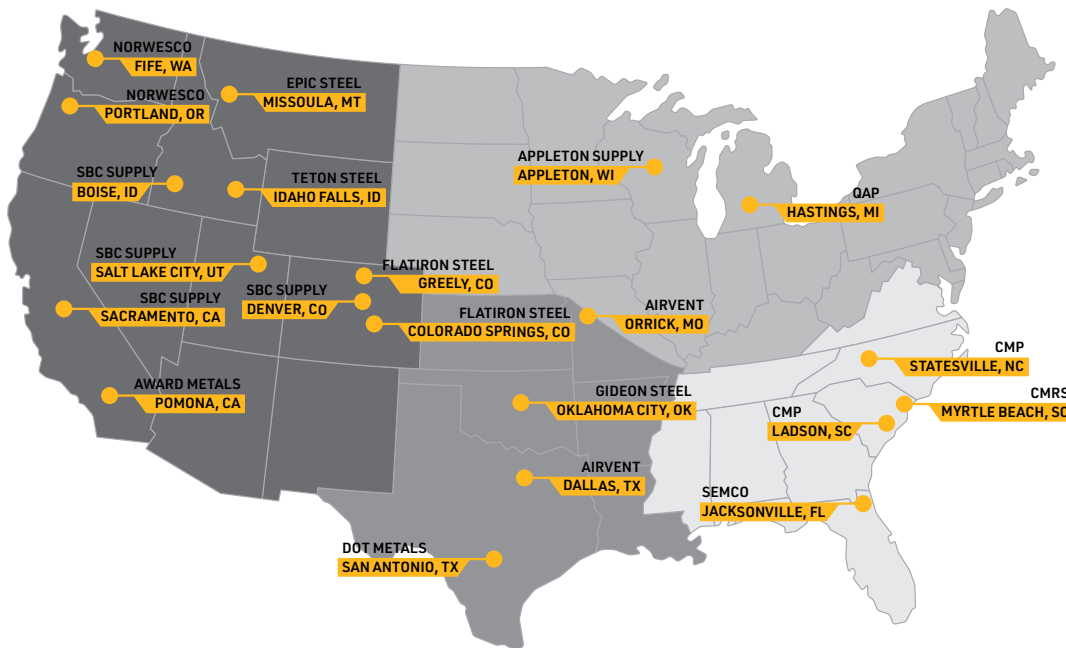 NORWESCO
FIFE, WA
NORWESCO
PORTLAND, OR
EPIC STEEL
MISSOULA, MT
SBC SUPPLY
BOISE, ID
TETON STEEL
IDAHO FALLS, ID
APPLETON SUPPLY
APPLETON, WI
QAP
HASTINGS, MI
SBC SUPPLY
SALT LAKE CITY, UT
FLATIRON STEEL
GREELY, CO
SBC SUPPLY
DENVER, CO
SBC SUPPLY
SACRAMENTO, CA
FLATIRON STEEL
COLORADO SPRINGS, CO
AIRVENT
ORRICK, MO
CMP
STATESVILLE, NC
AWARD METALS
POMONA, CA
GIDEON STEEL
OKLAHOMA CITY, OK
CMRS
MYRTLE BEACH, SC
CMP
LADSON, SC
AIRVENT
DALLAS, TX
SEMCO
JACKSONVILLE, FL
DOT METALS
SAN ANTONIO, TX